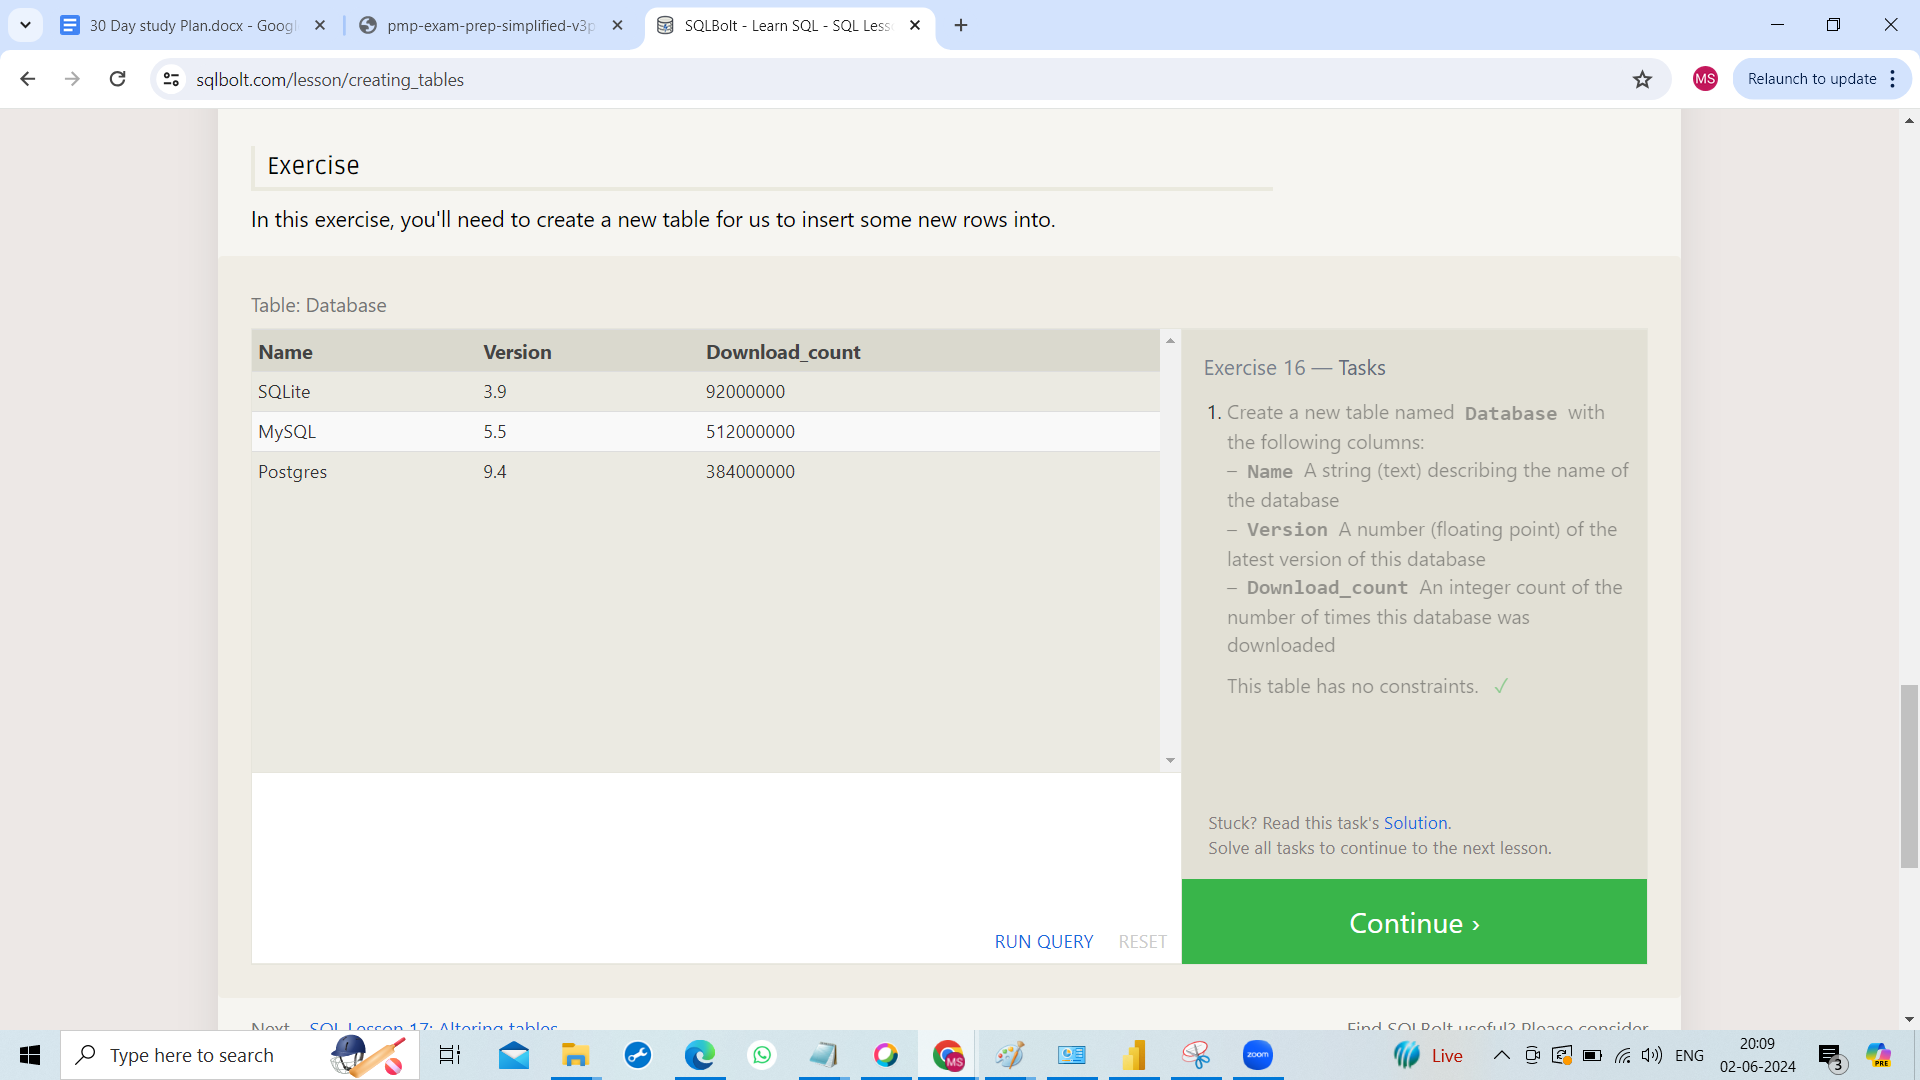 30 Day study Plan.docx - Googl
pmp-exam-prep-simplified-v3p
SQLBolt - Learn SQL - SQL Less
sqlbolt.com/lesson/creating_tables
MS
Relaunch to update
Exercise
In this exercise, you'll need to create a new table for us to insert some new rows into.
Table: Database
Name Version Download_count
SQLite 3.9 92000000
MySQL 5.5 512000000
Postgres 9.4 384000000
Exercise 16 — Tasks
1. Create a new table named Database with
the following columns:
– Name A string (text) describing the name of
the database
– Version A number (floating point) of the
latest version of this database
– Download_count An integer count of the
number of times this database was
downloaded
This table has no constraints. ✓
Stuck? Read this task's Solution.
Solve all tasks to continue to the next lesson.
RUN QUERY RESET
Continue ›
Next – SQL Lesson 17: Altering tables
Find SQLBolt useful? Please consider
Type here to search
MS
zoom
Live
ENG
20:09
02-06-2024
3
PRE